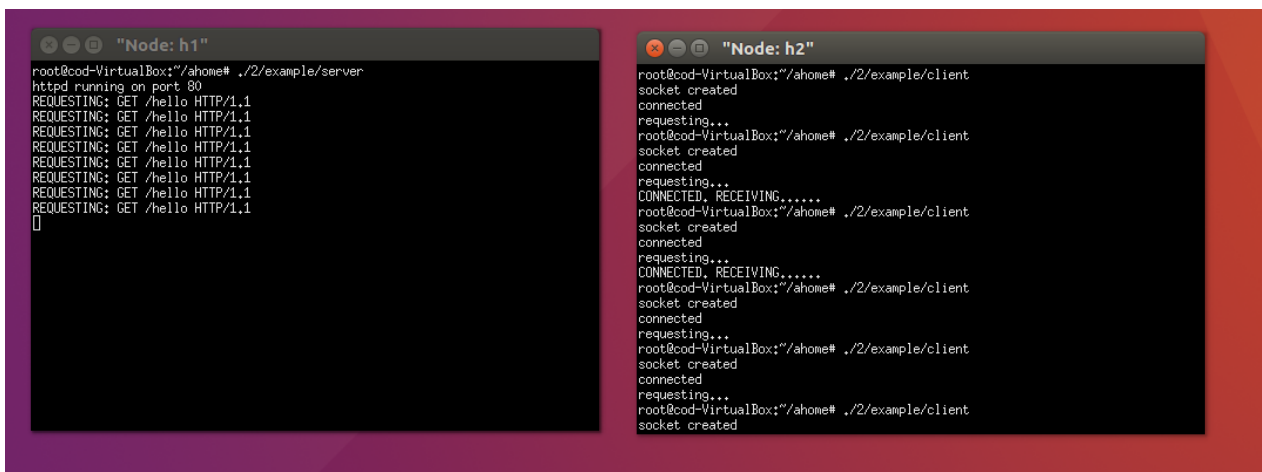 "Node: h1"
root@cod-VirtualBox:~/ahome# ./2/example/server
httpd running on port 80
REQUESTING: GET /hello HTTP/1.1
REQUESTING: GET /hello HTTP/1.1
REQUESTING: GET /hello HTTP/1.1
REQUESTING: GET /hello HTTP/1.1
REQUESTING: GET /hello HTTP/1.1
REQUESTING: GET /hello HTTP/1.1
REQUESTING: GET /hello HTTP/1.1
REQUESTING: GET /hello HTTP/1.1
"Node: h2"
root@cod-VirtualBox:~/ahome# ./2/example/client
socket created
connected
requesting...
root@cod-VirtualBox:~/ahome# ./2/example/client
socket created
connected
requesting...
CONNECTED. RECEIVING......
root@cod-VirtualBox:~/ahome# ./2/example/client
socket created
connected
requesting...
CONNECTED. RECEIVING......
root@cod-VirtualBox:~/ahome# ./2/example/client
socket created
connected
requesting...
root@cod-VirtualBox:~/ahome# ./2/example/client
socket created
connected
requesting...
root@cod-VirtualBox:~/ahome# ./2/example/client
socket created